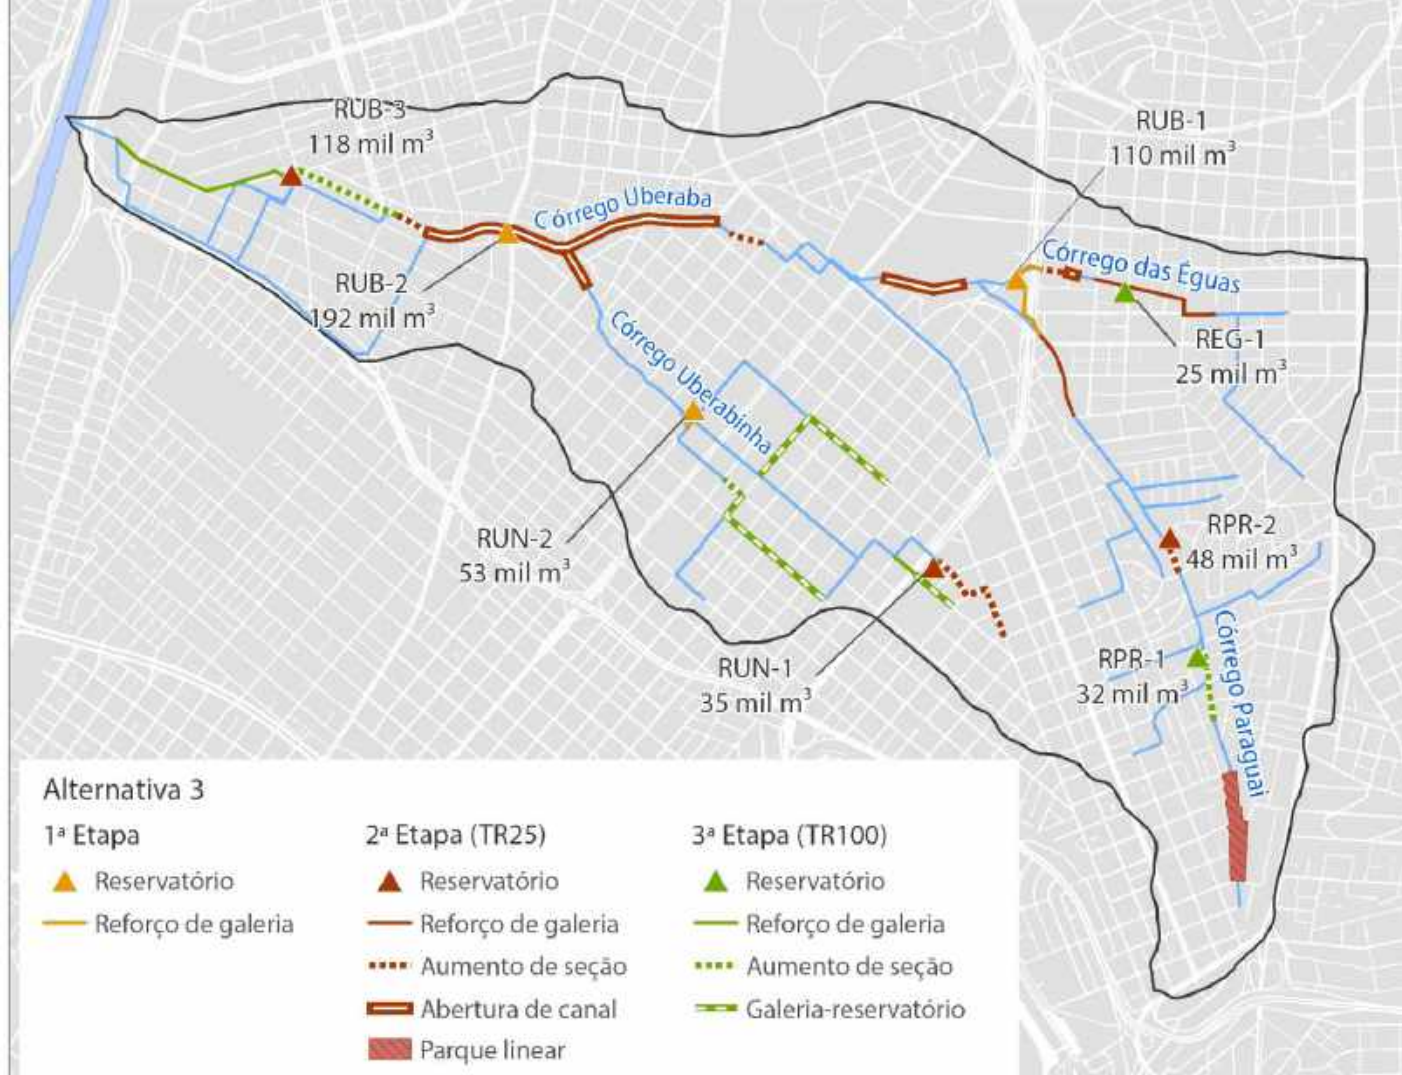 RUB-3
118 mil m³
RUB-1
110 mil m³
Córrego Uberaba
Córrego das Éguas
RUB-2
192 mil m³
REG-1
25 mil m³
Córrego Uberabinha
RUN-2
53 mil m³
RPR-2
48 mil m³
RUN-1
35 mil m³
RPR-1
32 mil m³
Córrego Paraguai
Alternativa 3
1ª Etapa
Reservatório
Reforço de galeria
2ª Etapa (TR25)
Reservatório
Reforço de galeria
Aumento de seção
Abertura de canal
Parque linear
3ª Etapa (TR100)
Reservatório
Reforço de galeria
Aumento de seção
Galeria-reservatório